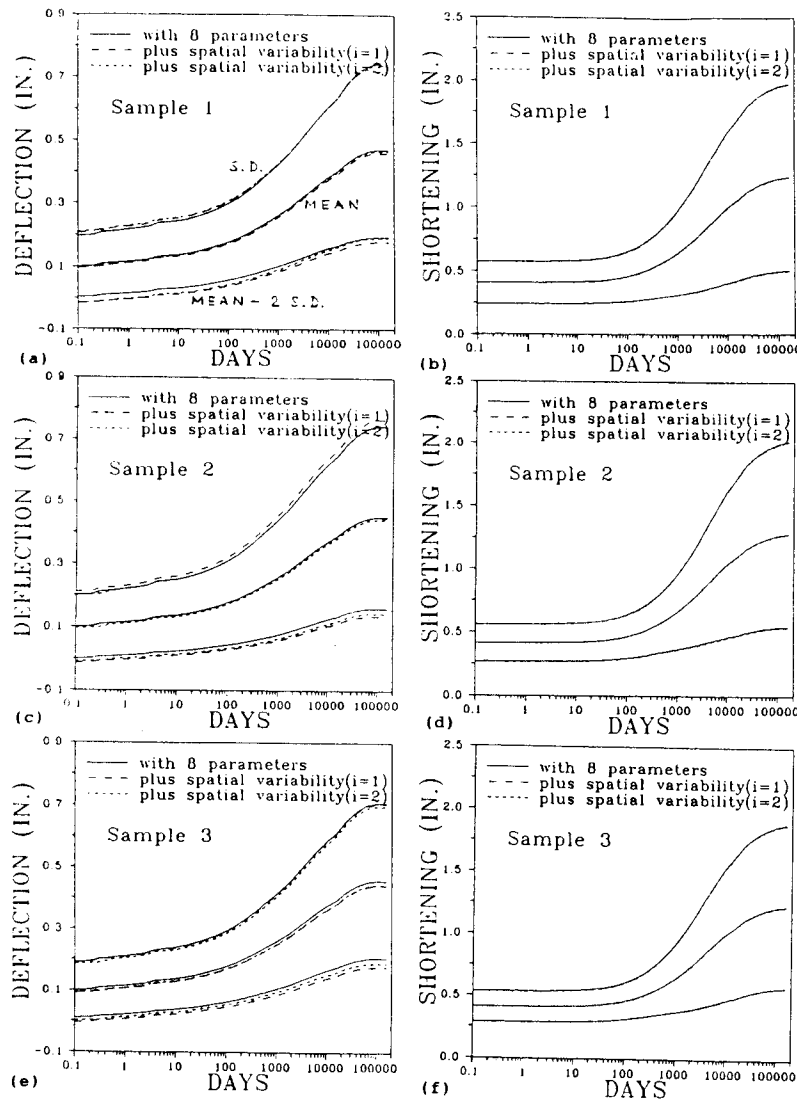 0.9
0.7
0.5
0.3
0.1
-0.1
DEFLECTION (IN.)
with 8 parameters
plus spatial variability(i=1)
plus spatial variability(i=2)
Sample 1
S.D.
MEAN
MEAN - 2 S.D.
0.1 1 10 100 1000 10000 100000
DAYS
(a)
2.5
2.0
1.5
1.0
0.5
0.0
SHORTENING (IN.)
with 8 parameters
plus spatial variability(i=1)
plus spatial variability(i=2)
Sample 1
0.1 1 10 100 1000 10000 100000
DAYS
(b)
0.9
0.7
0.5
0.3
0.1
-0.1
DEFLECTION (IN.)
with 8 parameters
plus spatial variability(i=1)
plus spatial variability(i=2)
Sample 2
0.1 1 10 100 1000 10000 100000
DAYS
(c)
2.5
2.0
1.5
1.0
0.5
0.0
SHORTENING (IN.)
with 8 parameters
plus spatial variability(i=1)
plus spatial variability(i=2)
Sample 2
0.1 1 10 100 1000 10000 100000
DAYS
(d)
0.9
0.7
0.5
0.3
0.1
-0.1
DEFLECTION (IN.)
with 8 parameters
plus spatial variability(i=1)
plus spatial variability(i=2)
Sample 3
0.1 1 10 100 1000 10000 100000
DAYS
(e)
2.5
2.0
1.5
1.0
0.5
0.0
SHORTENING (IN.)
with 8 parameters
plus spatial variability(i=1)
plus spatial variability(i=2)
Sample 3
0.1 1 10 100 1000 10000 100000
DAYS
(f)